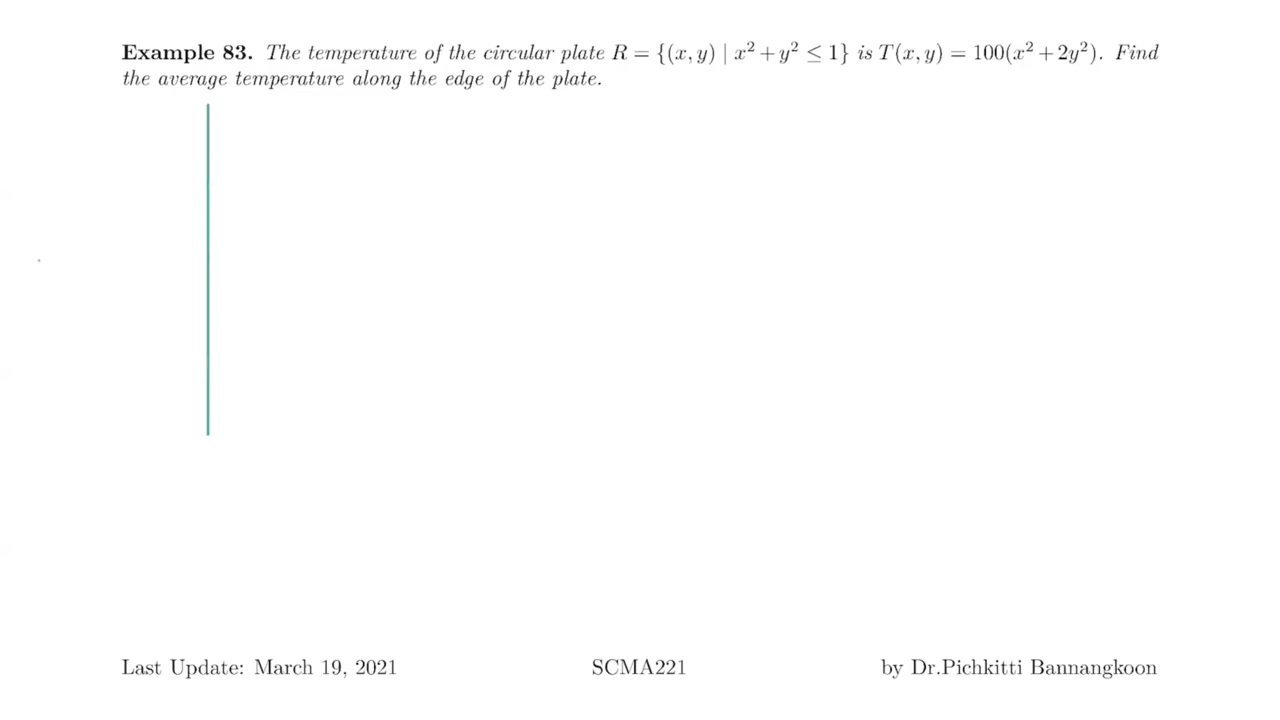 Example 83. The temperature of the circular plate R = {(x, y) | x² + y² ≤ 1} is T(x, y) = 100(x² + 2y²). Find
the average temperature along the edge of the plate.
Last Update: March 19, 2021 SCMA221 by Dr.Pichkitti Bannangkoon